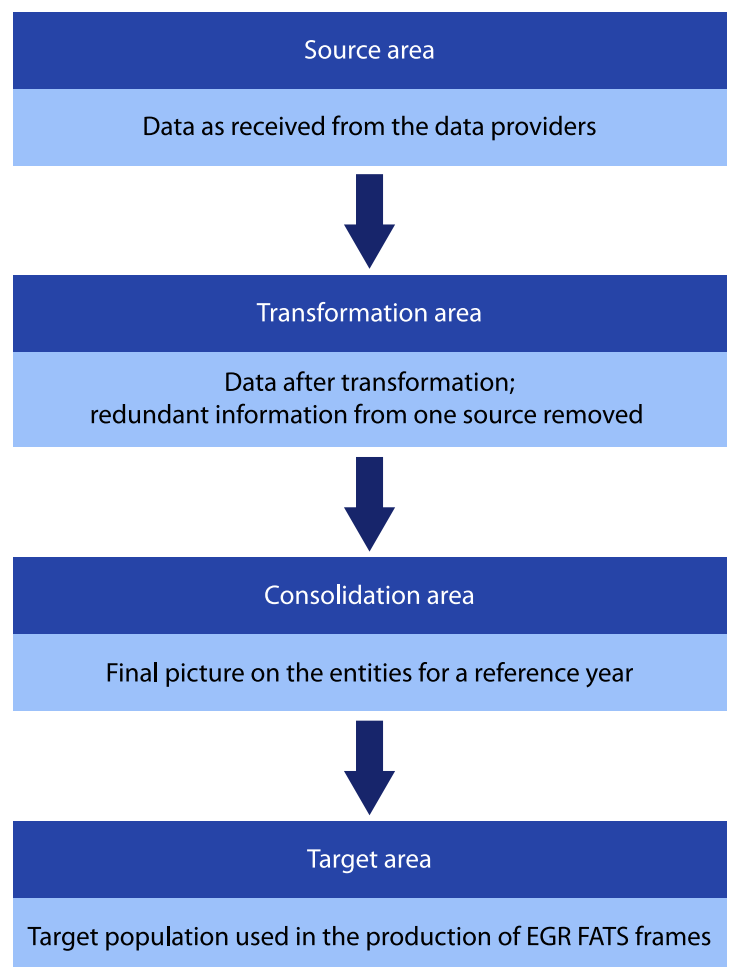 Source area
Data as received from the data providers
Transformation area
Data after transformation;
redundant information from one source removed
Consolidation area
Final picture on the entities for a reference year
Target area
Target population used in the production of EGR FATS frames